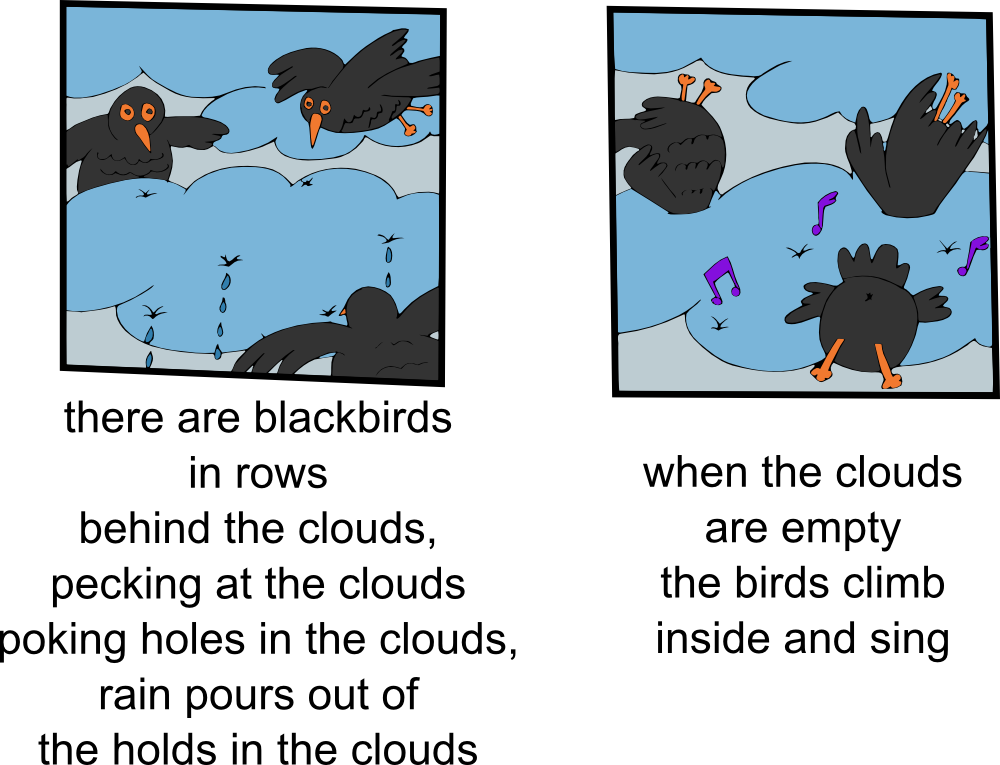 there are blackbirds
in rows
behind the clouds,
pecking at the clouds
poking holes in the clouds,
rain pours out of
the holds in the clouds
when the clouds
are empty
the birds climb
inside and sing